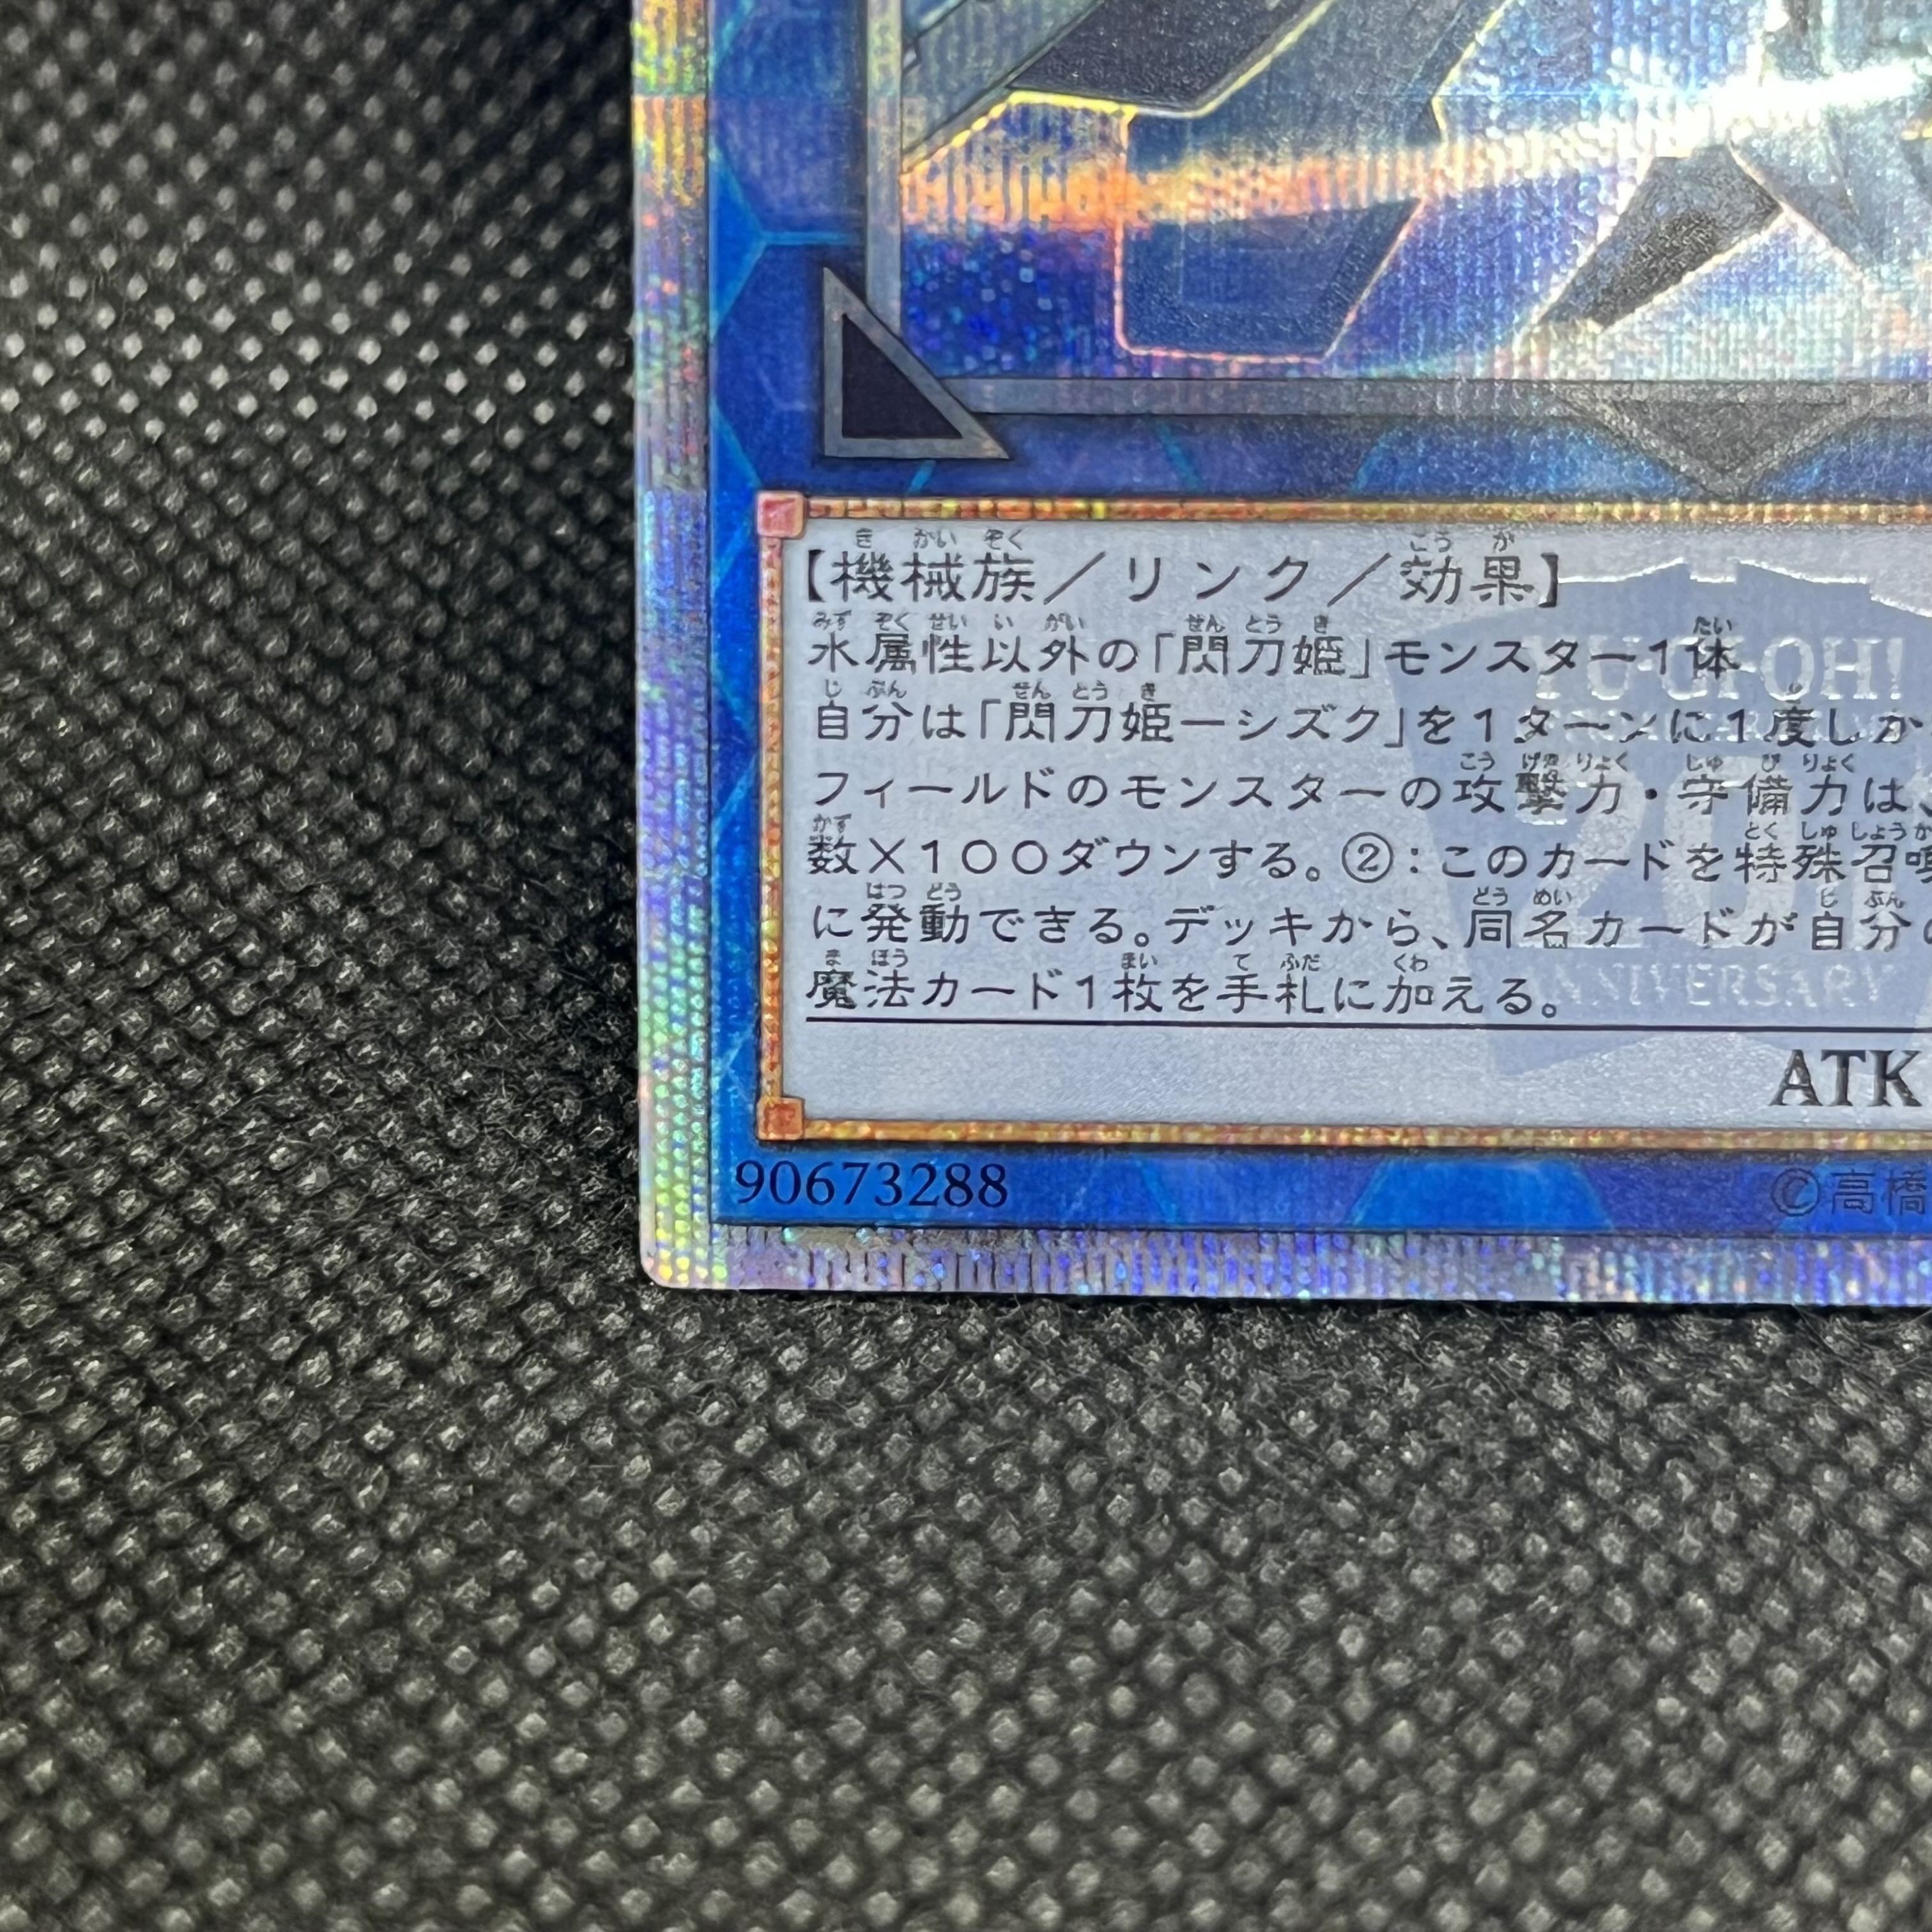 【機械族／リンク／効果】
水属性以外の「閃刀姫」モンスター1体
自分は「閃刀姫－シズク」を1ターンに1度しか
フィールドのモンスターの攻撃力・守備力は、
数×100ダウンする。②：このカードを特殊召喚
に発動できる。デッキから、同名カードが自分の
魔法カード1枚を手札に加える。
YU-GI-OH!
20
ANNIVERSARY
ATK
90673288
©高橋